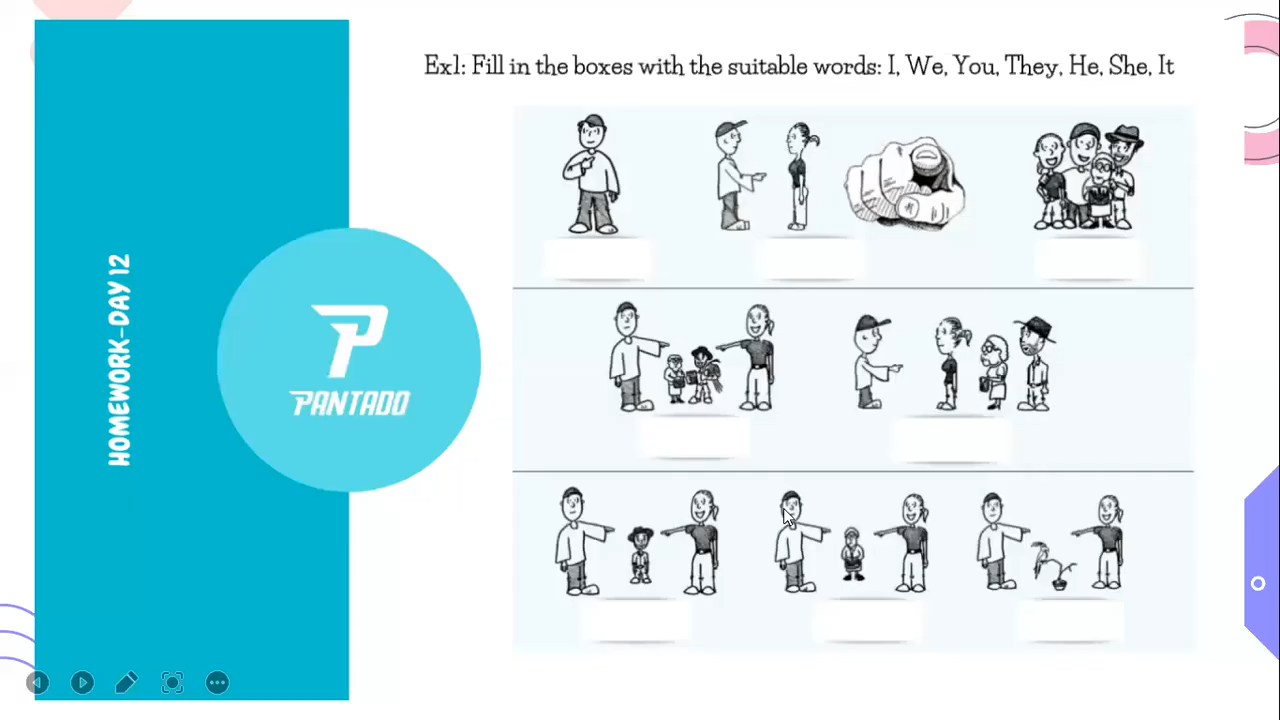 Ex1: Fill in the boxes with the suitable words: I, We, You, They, He, She, It
HOMEWORK-DAY 12
PANTADO